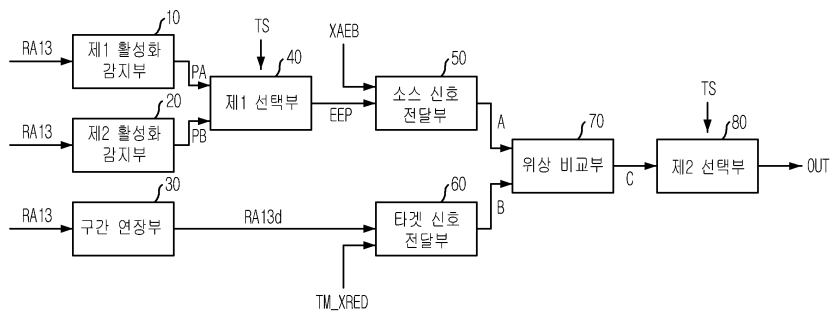 10
RA13
제1 활성화
감지부
PA
TS
40
제1 선택부
XAEB
50
소스 신호
전달부
EEP
20
RA13
제2 활성화
감지부
PB
A
70
위상 비교부
C
TS
80
제2 선택부
OUT
30
RA13
구간 연장부
RA13d
60
타겟 신호
전달부
B
TM_XRED